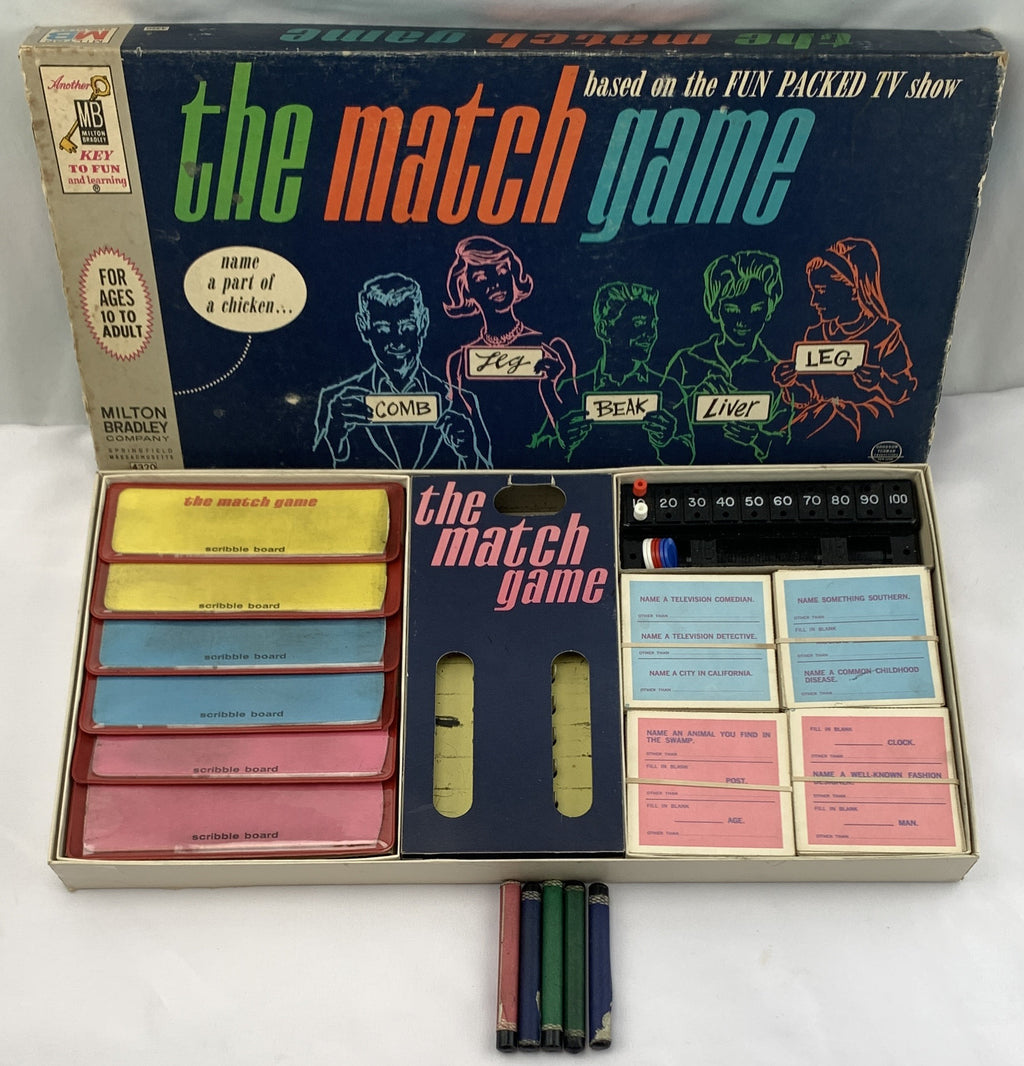 the match game
Another
MB
MILTON
BRADLEY
KEY
TO FUN
and learning
®
based on the FUN PACKED TV show
the match game
FOR
AGES
10 TO
ADULT
name
a part of
a chicken...
COMB
Leg
BEAK
Liver
LEG
MILTON
BRADLEY
COMPANY
SPRINGFIELD
MASSACHUSETTS
4320
the match game
scribble board
scribble board
scribble board
scribble board
scribble board
scribble board
the
match
game
20 30 40 50 60 70 80 90 100
NAME A TELEVISION COMEDIAN.
OTHER THAN
NAME A TELEVISION DETECTIVE.
OTHER THAN
NAME A CITY IN CALIFORNIA.
OTHER THAN
NAME SOMETHING SOUTHERN.
OTHER THAN
FILL IN BLANK
OTHER THAN
NAME A COMMON CHILDHOOD
DISEASE.
OTHER THAN
NAME AN ANIMAL YOU FIND IN
THE SWAMP.
OTHER THAN
FILL IN BLANK
POST.
OTHER THAN
FILL IN BLANK
AGE.
OTHER THAN
FILL IN BLANK
CLOCK.
OTHER THAN
NAME A WELL-KNOWN FASHION
OTHER THAN
FILL IN BLANK
MAN.
OTHER THAN